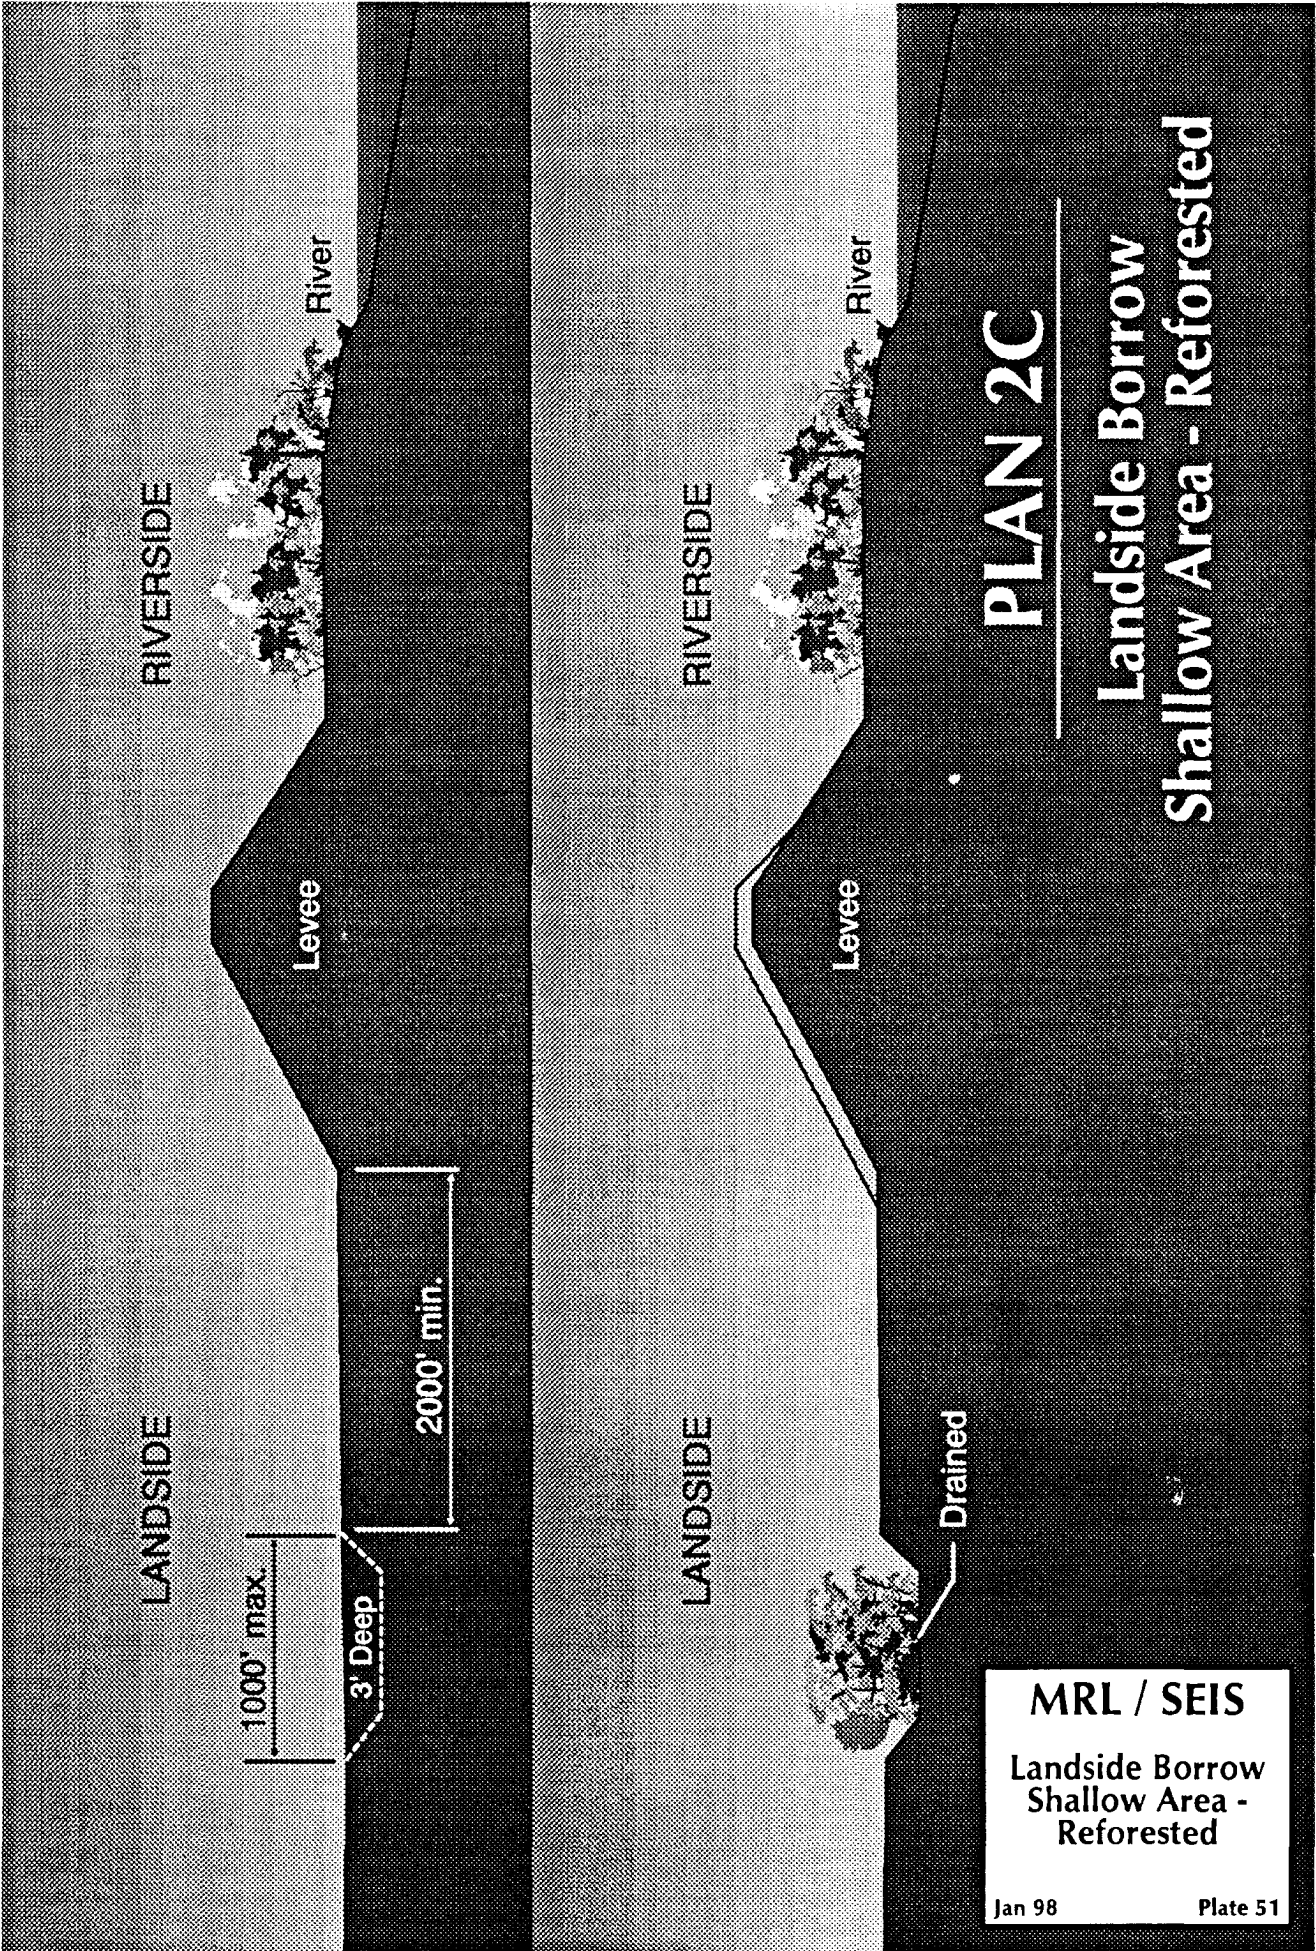 LANDSIDE
RIVERSIDE
1000' max.
3' Deep
2000' min.
Levee
River
LANDSIDE
RIVERSIDE
Levee
River
Drained
PLAN 2C
Landside Borrow
Shallow Area - Reforested
MRL / SEIS
Landside Borrow
Shallow Area -
Reforested
Jan 98
Plate 51